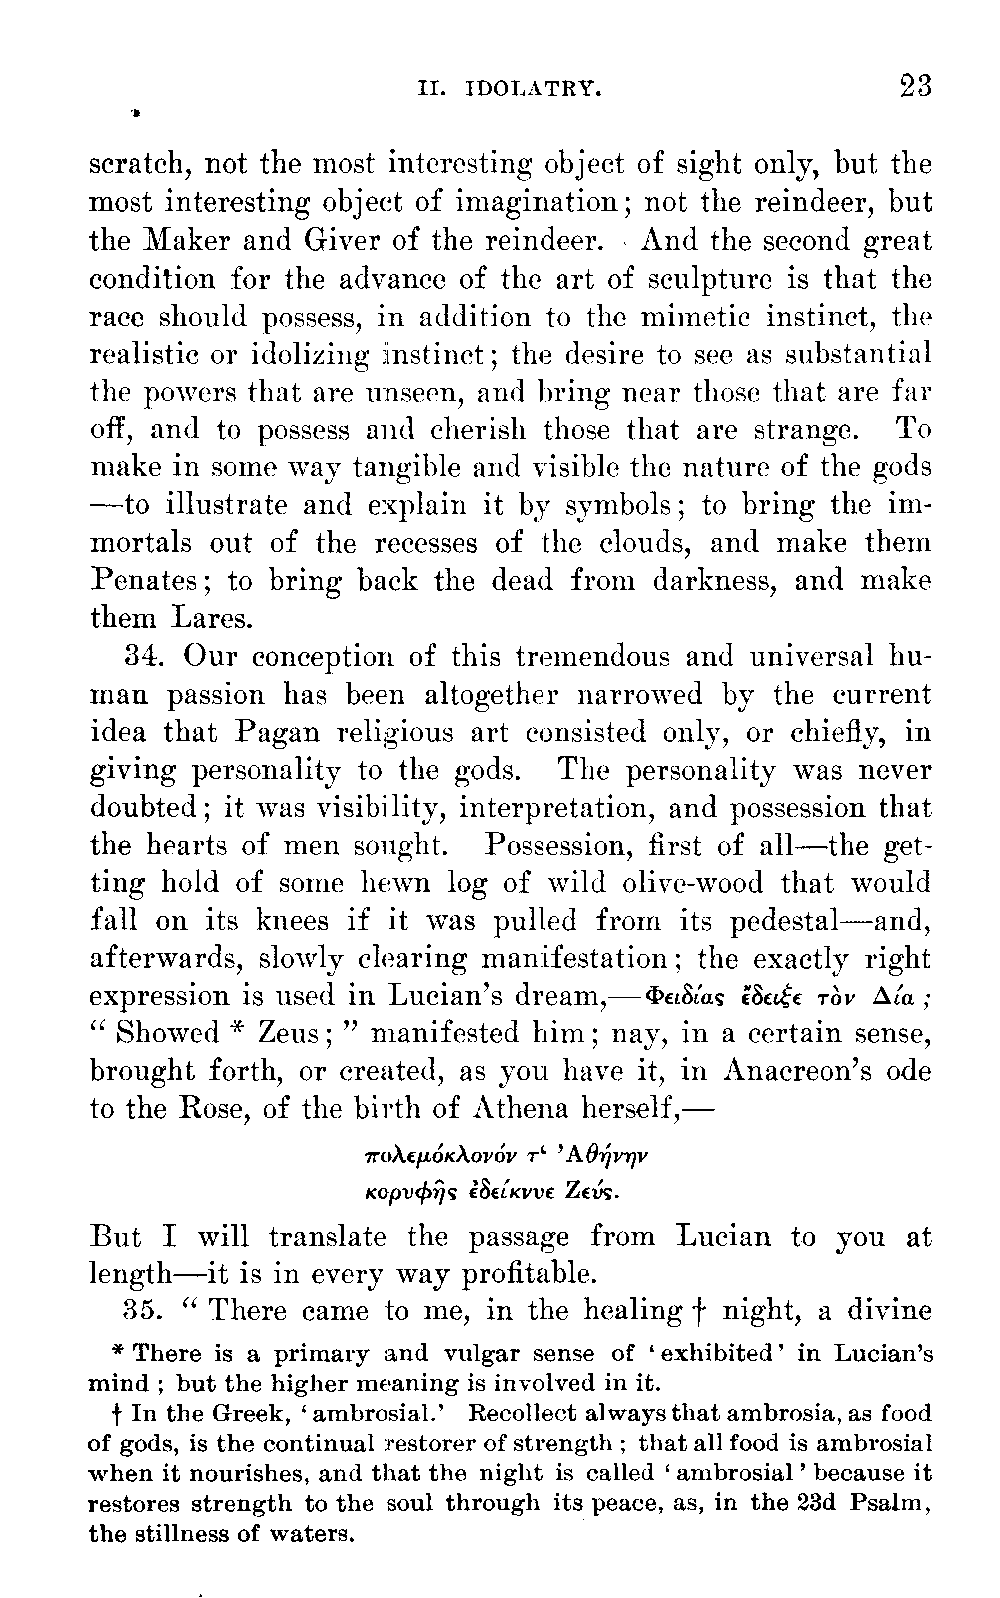 II. IDOLATRY. 23
scratch, not the most interesting object of sight only, but the
most interesting object of imagination; not the reindeer, but
the Maker and Giver of the reindeer. And the second great
condition for the advance of the art of sculpture is that the
race should possess, in addition to the mimetic instinct, the
realistic or idolizing instinct; the desire to see as substantial
the powers that are unseen, and bring near those that are far
off, and to possess and cherish those that are strange. To
make in some way tangible and visible the nature of the gods
—to illustrate and explain it by symbols; to bring the im-
mortals out of the recesses of the clouds, and make them
Penates; to bring back the dead from darkness, and make
them Lares.
34. Our conception of this tremendous and universal hu-
man passion has been altogether narrowed by the current
idea that Pagan religious art consisted only, or chiefly, in
giving personality to the gods. The personality was never
doubted; it was visibility, interpretation, and possession that
the hearts of men sought. Possession, first of all—the get-
ting hold of some hewn log of wild olive-wood that would
fall on its knees if it was pulled from its pedestal—and,
afterwards, slowly clearing manifestation; the exactly right
expression is used in Lucian's dream,—Φειδίας ἔδειξε τὸν Δία;
“Showed * Zeus;” manifested him; nay, in a certain sense,
brought forth, or created, as you have it, in Anacreon's ode
to the Rose, of the birth of Athena herself,—
πολεμόκλονόν τ‘ ’Αθήνην
κορυφῆς ἐδείκνυε Ζεύς.
But I will translate the passage from Lucian to you at
length—it is in every way profitable.
35. “There came to me, in the healing † night, a divine
* There is a primary and vulgar sense of ‘exhibited’ in Lucian's
mind; but the higher meaning is involved in it.
† In the Greek, ‘ambrosial.’ Recollect always that ambrosia, as food
of gods, is the continual restorer of strength; that all food is ambrosial
when it nourishes, and that the night is called ‘ambrosial’ because it
restores strength to the soul through its peace, as, in the 23d Psalm,
the stillness of waters.